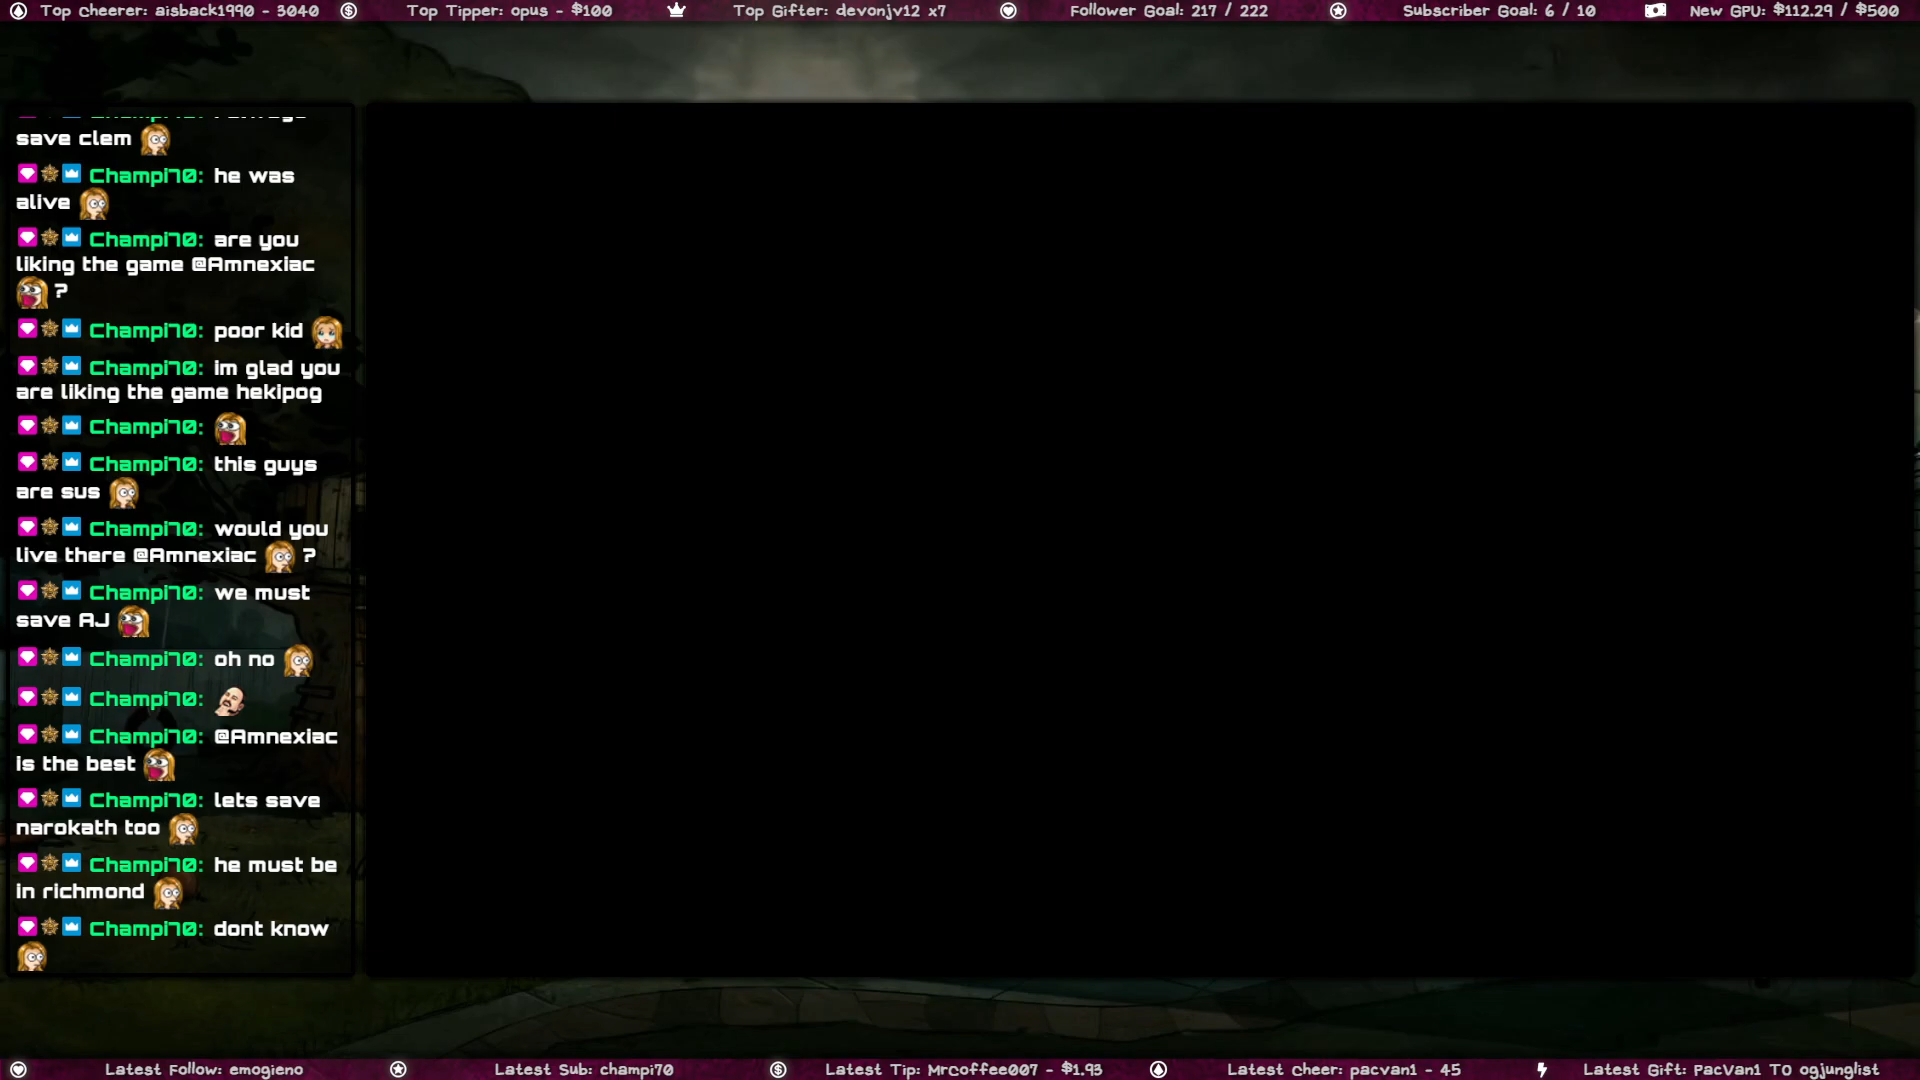 Top Cheerer: aisback1990 - 3040
Top Tipper: opus - $100
Top Gifter: devonjv12 x7
Follower Goal: 217 / 222
Subscriber Goal: 6 / 10
New GPU: $112.29 / $500
save clem
Champi70: he was
alive
Champi70: are you
liking the game @Amnexiac
?
Champi70: poor kid
Champi70: im glad you
are liking the game hekipog
Champi70:
Champi70: this guys
are sus
Champi70: would you
live there @Amnexiac ?
Champi70: we must
save AJ
Champi70: oh no
Champi70:
Champi70: @Amnexiac
is the best
Champi70: lets save
narokath too
Champi70: he must be
in richmond
Champi70: dont know
Latest Follow: emogieno
Latest Sub: champi70
Latest Tip: MrCoffee007 - $1.93
Latest Cheer: pacvan1 - 45
Latest Gift: PacVan1 TO ogjunglist